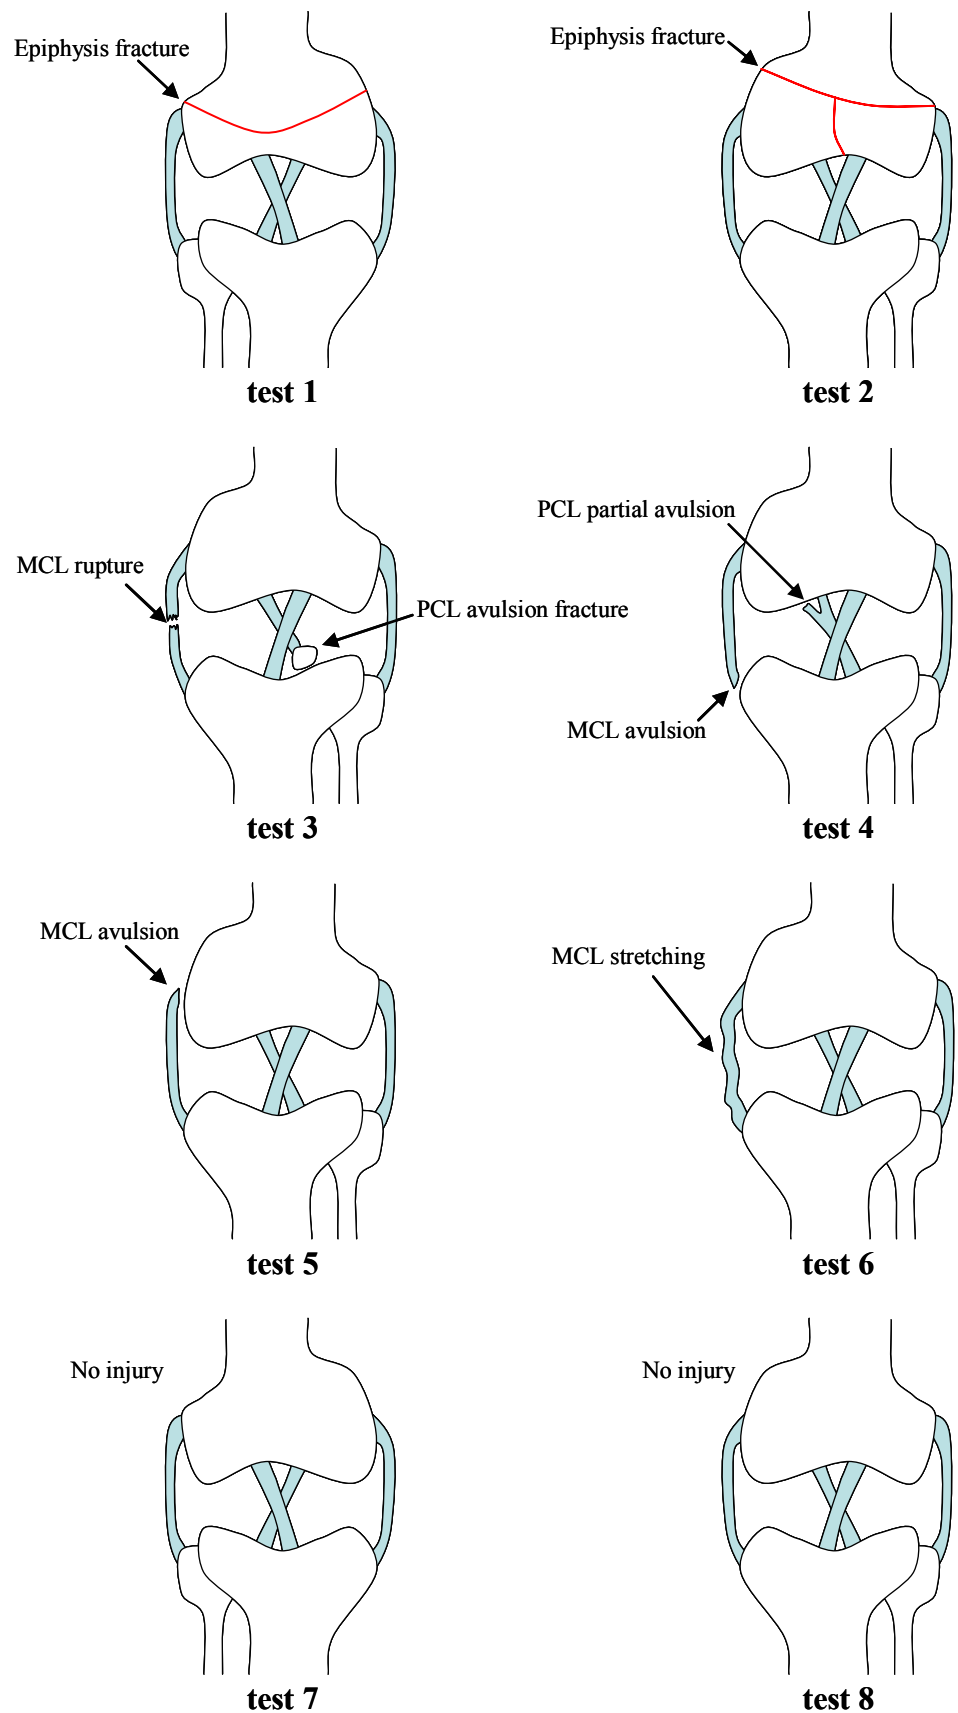 Epiphysis fracture
Epiphysis fracture
test 1
test 2
MCL rupture
PCL avulsion fracture
PCL partial avulsion
MCL avulsion
test 3
test 4
MCL avulsion
MCL stretching
test 5
test 6
No injury
No injury
test 7
test 8